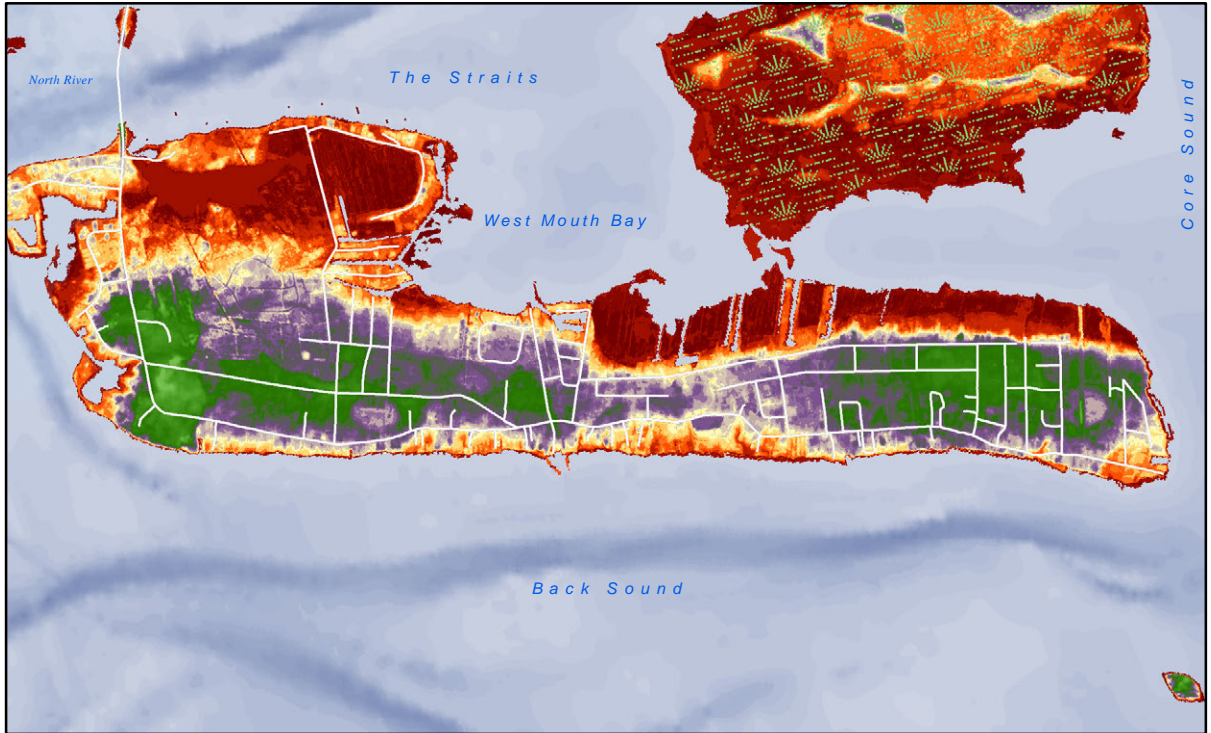 The Straits
North River
Core Sound
West Mouth Bay
Back Sound